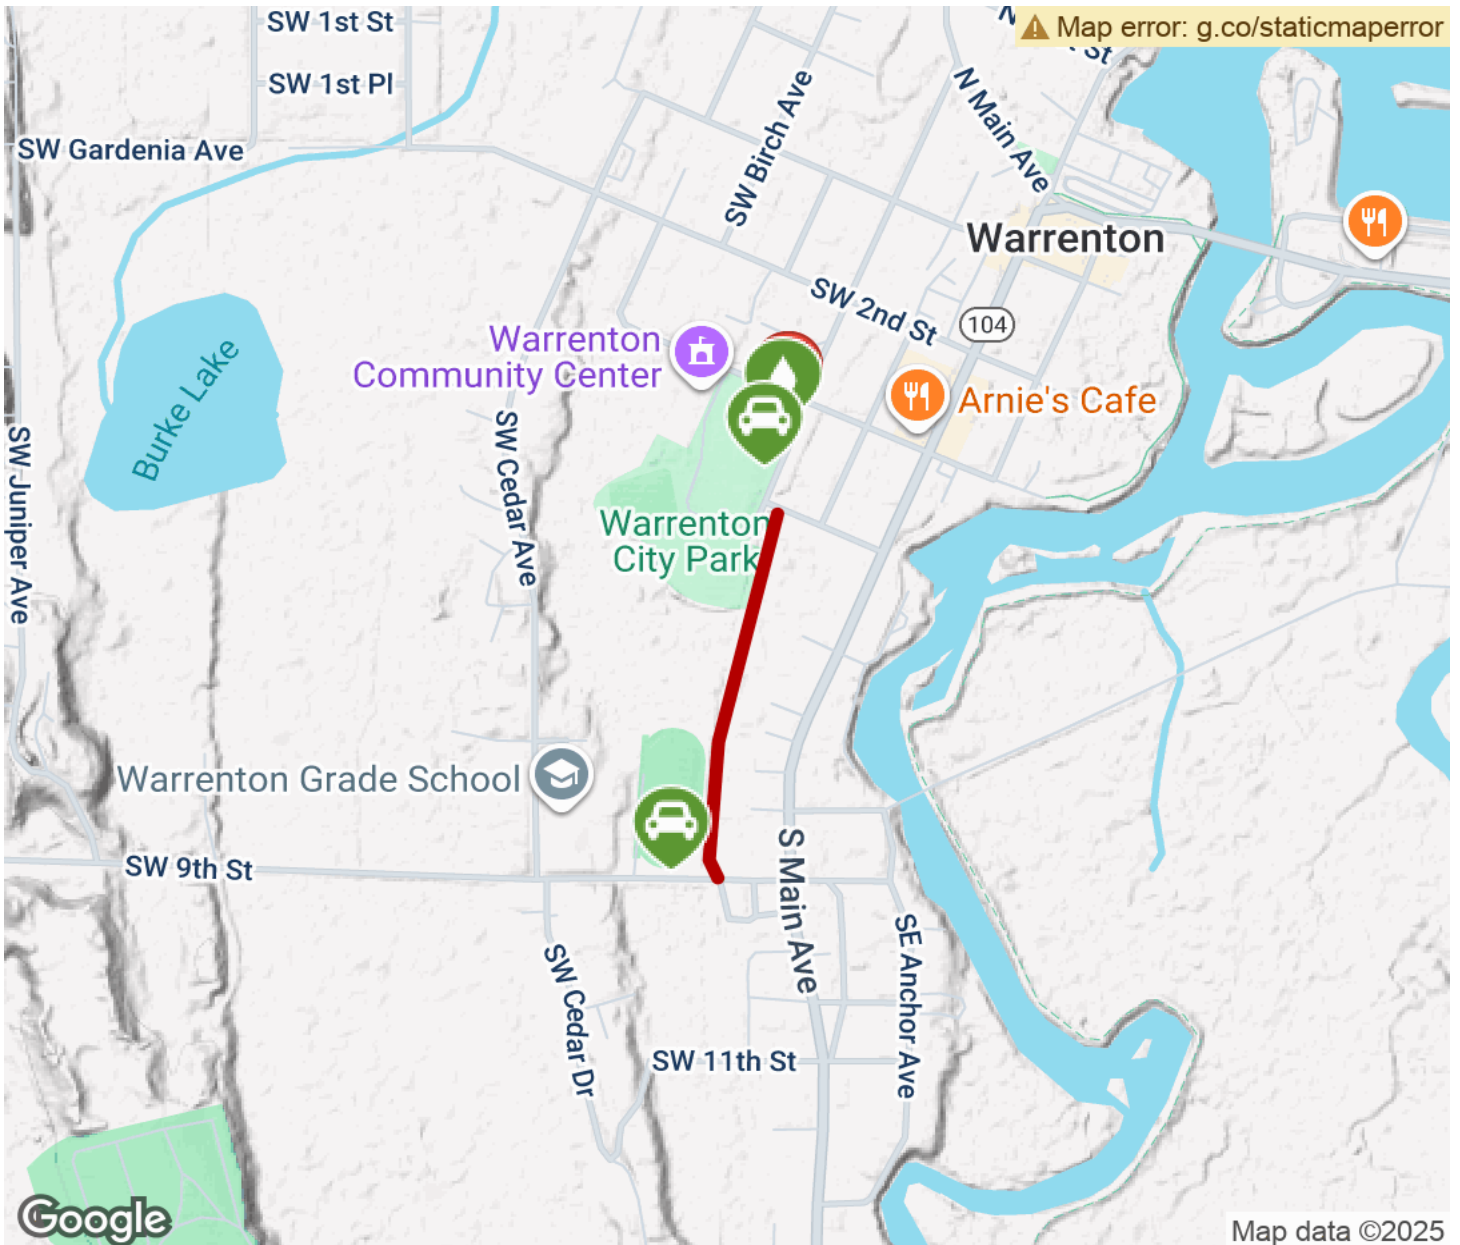 SW 1st St
Map error: g.co/staticmaperror
St
SW 1st Pl
N Main Ave
SW Birch Ave
SW Gardenia Ave
Warrenton
SW 2nd St
104
Warrenton
Community Center
Burke Lake
Arnie's Cafe
SW Cedar Ave
SW Juniper Ave
Warrenton
City Park
Warrenton Grade School
SW 9th St
S Main Ave
SE Anchor Ave
SW Cedar Dr
SW 11th St
Google
Map data ©2025